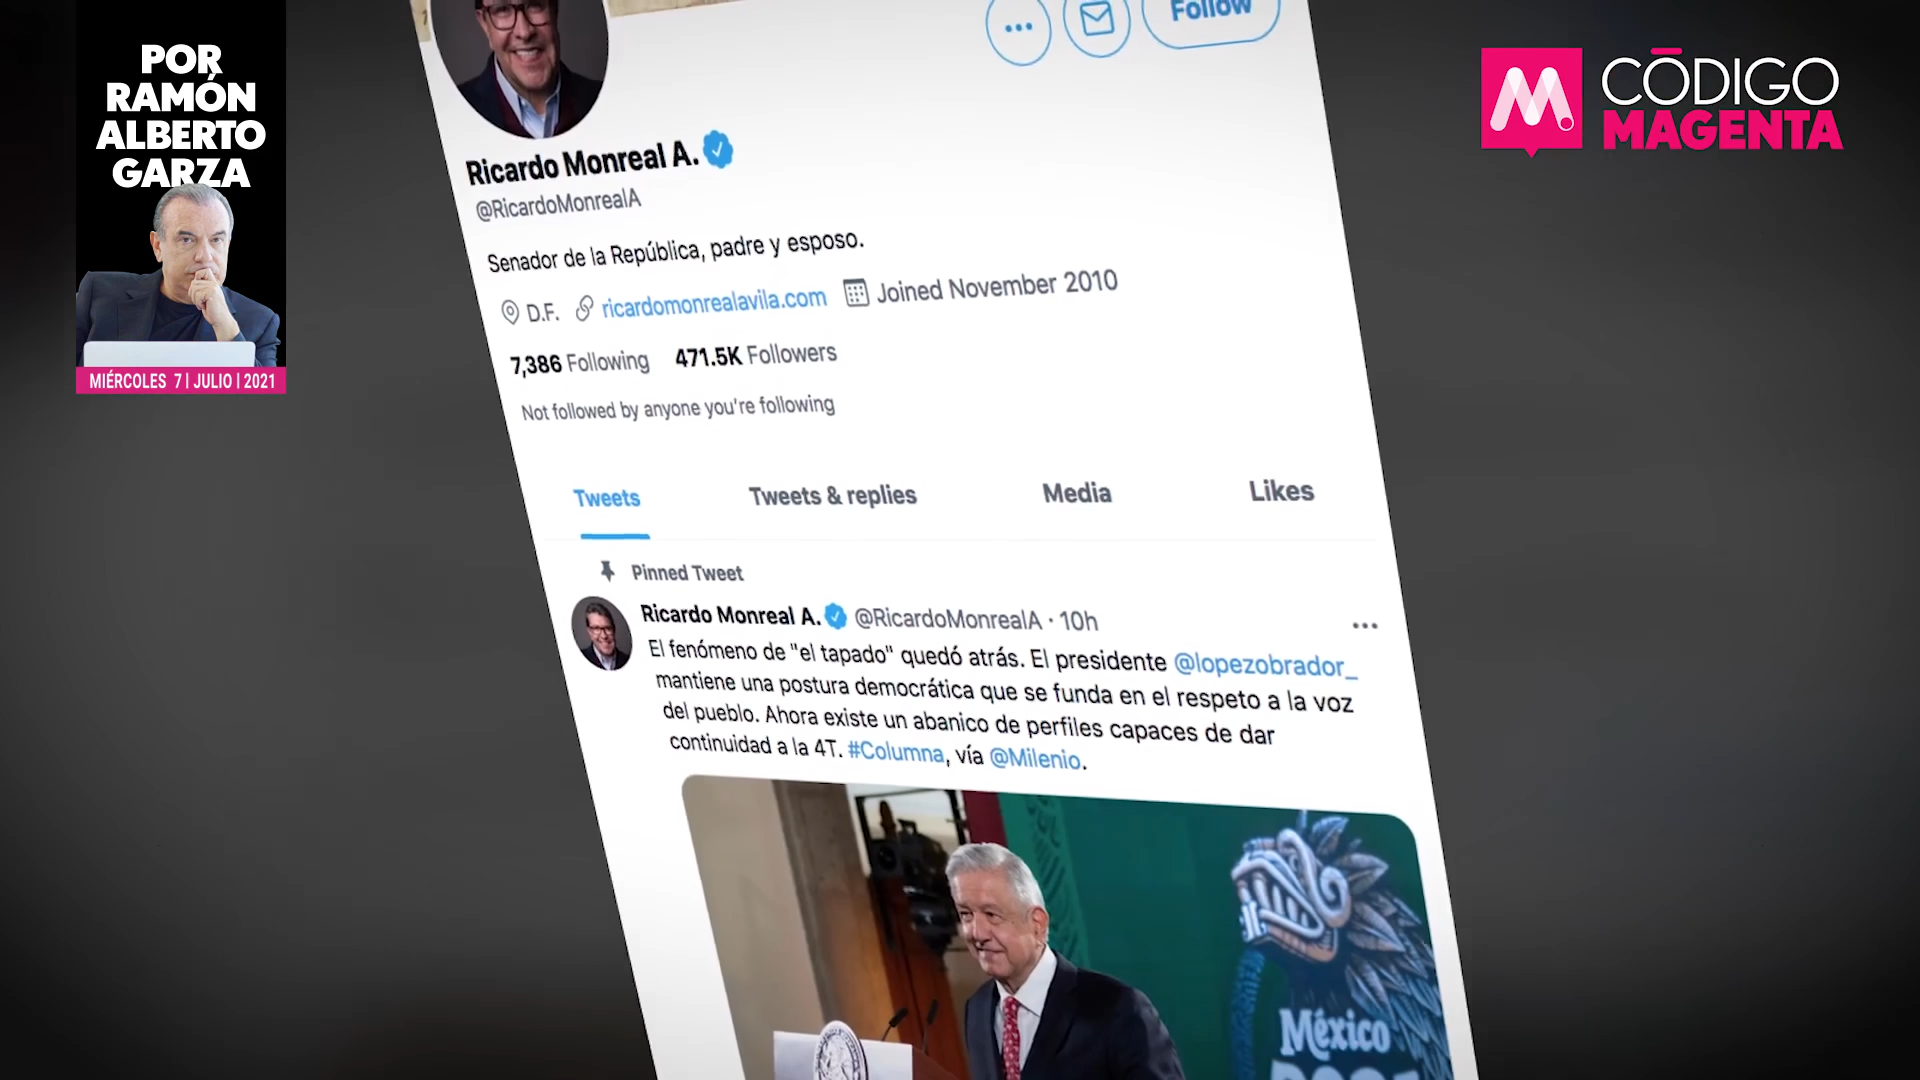 POR
RAMÓN
ALBERTO
GARZA
MIÉRCOLES 7 | JULIO | 2021
CÓDIGO
MAGENTA
Follow
Ricardo Monreal A.
@RicardoMonrealA
Senador de la República, padre y esposo.
D.F. ricardomonrealavila.com Joined November 2010
7,386 Following 471.5K Followers
Not followed by anyone you're following
Tweets Tweets & replies Media Likes
Pinned Tweet
Ricardo Monreal A. @RicardoMonrealA · 10h
El fenómeno de "el tapado" quedó atrás. El presidente @lopezobrador_
mantiene una postura democrática que se funda en el respeto a la voz
del pueblo. Ahora existe un abanico de perfiles capaces de dar
continuidad a la 4T. #Columna, vía @Milenio.
México